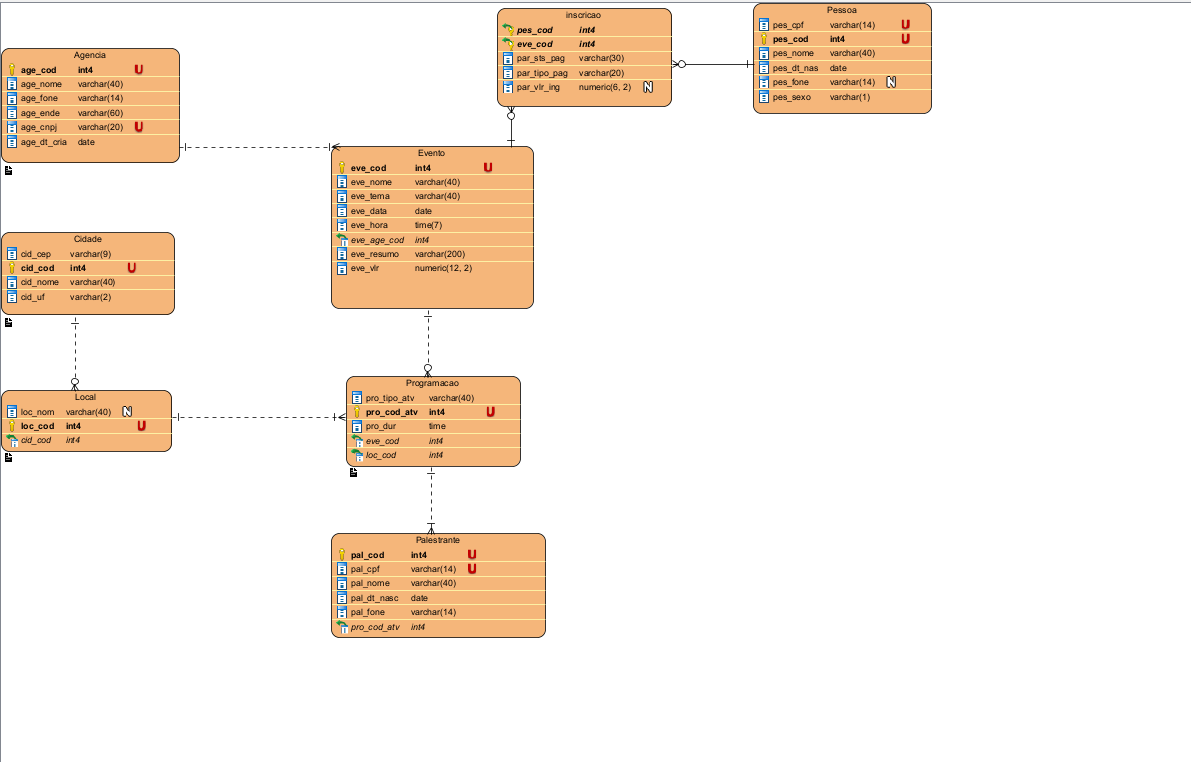 inscricao
pes_cod int4
eve_cod int4
par_sts_pag varchar(30)
par_tipo_pag varchar(20)
par_vlr_ing numeric(6, 2) N
Pessoa
pes_cpf varchar(14) U
pes_cod int4 U
pes_nome varchar(40)
pes_dt_nas date
pes_fone varchar(14) N
pes_sexo varchar(1)
Agencia
age_cod int4 U
age_nome varchar(40)
age_fone varchar(14)
age_ende varchar(60)
age_cnpj varchar(20) U
age_dt_cria date
Evento
eve_cod int4 U
eve_nome varchar(40)
eve_tema varchar(40)
eve_data date
eve_hora time(7)
eve_age_cod int4
eve_resumo varchar(200)
eve_vlr numeric(12, 2)
Cidade
cid_cep varchar(9)
cid_cod int4 U
cid_nome varchar(40)
cid_uf varchar(2)
Local
loc_nom varchar(40) N
loc_cod int4 U
cid_cod int4
Programacao
pro_tipo_atv varchar(40)
pro_cod_atv int4 U
pro_dur time
eve_cod int4
loc_cod int4
Palestrante
pal_cod int4 U
pal_cpf varchar(14) U
pal_nome varchar(40)
pal_dt_nasc date
pal_fone varchar(14)
pro_cod_atv int4